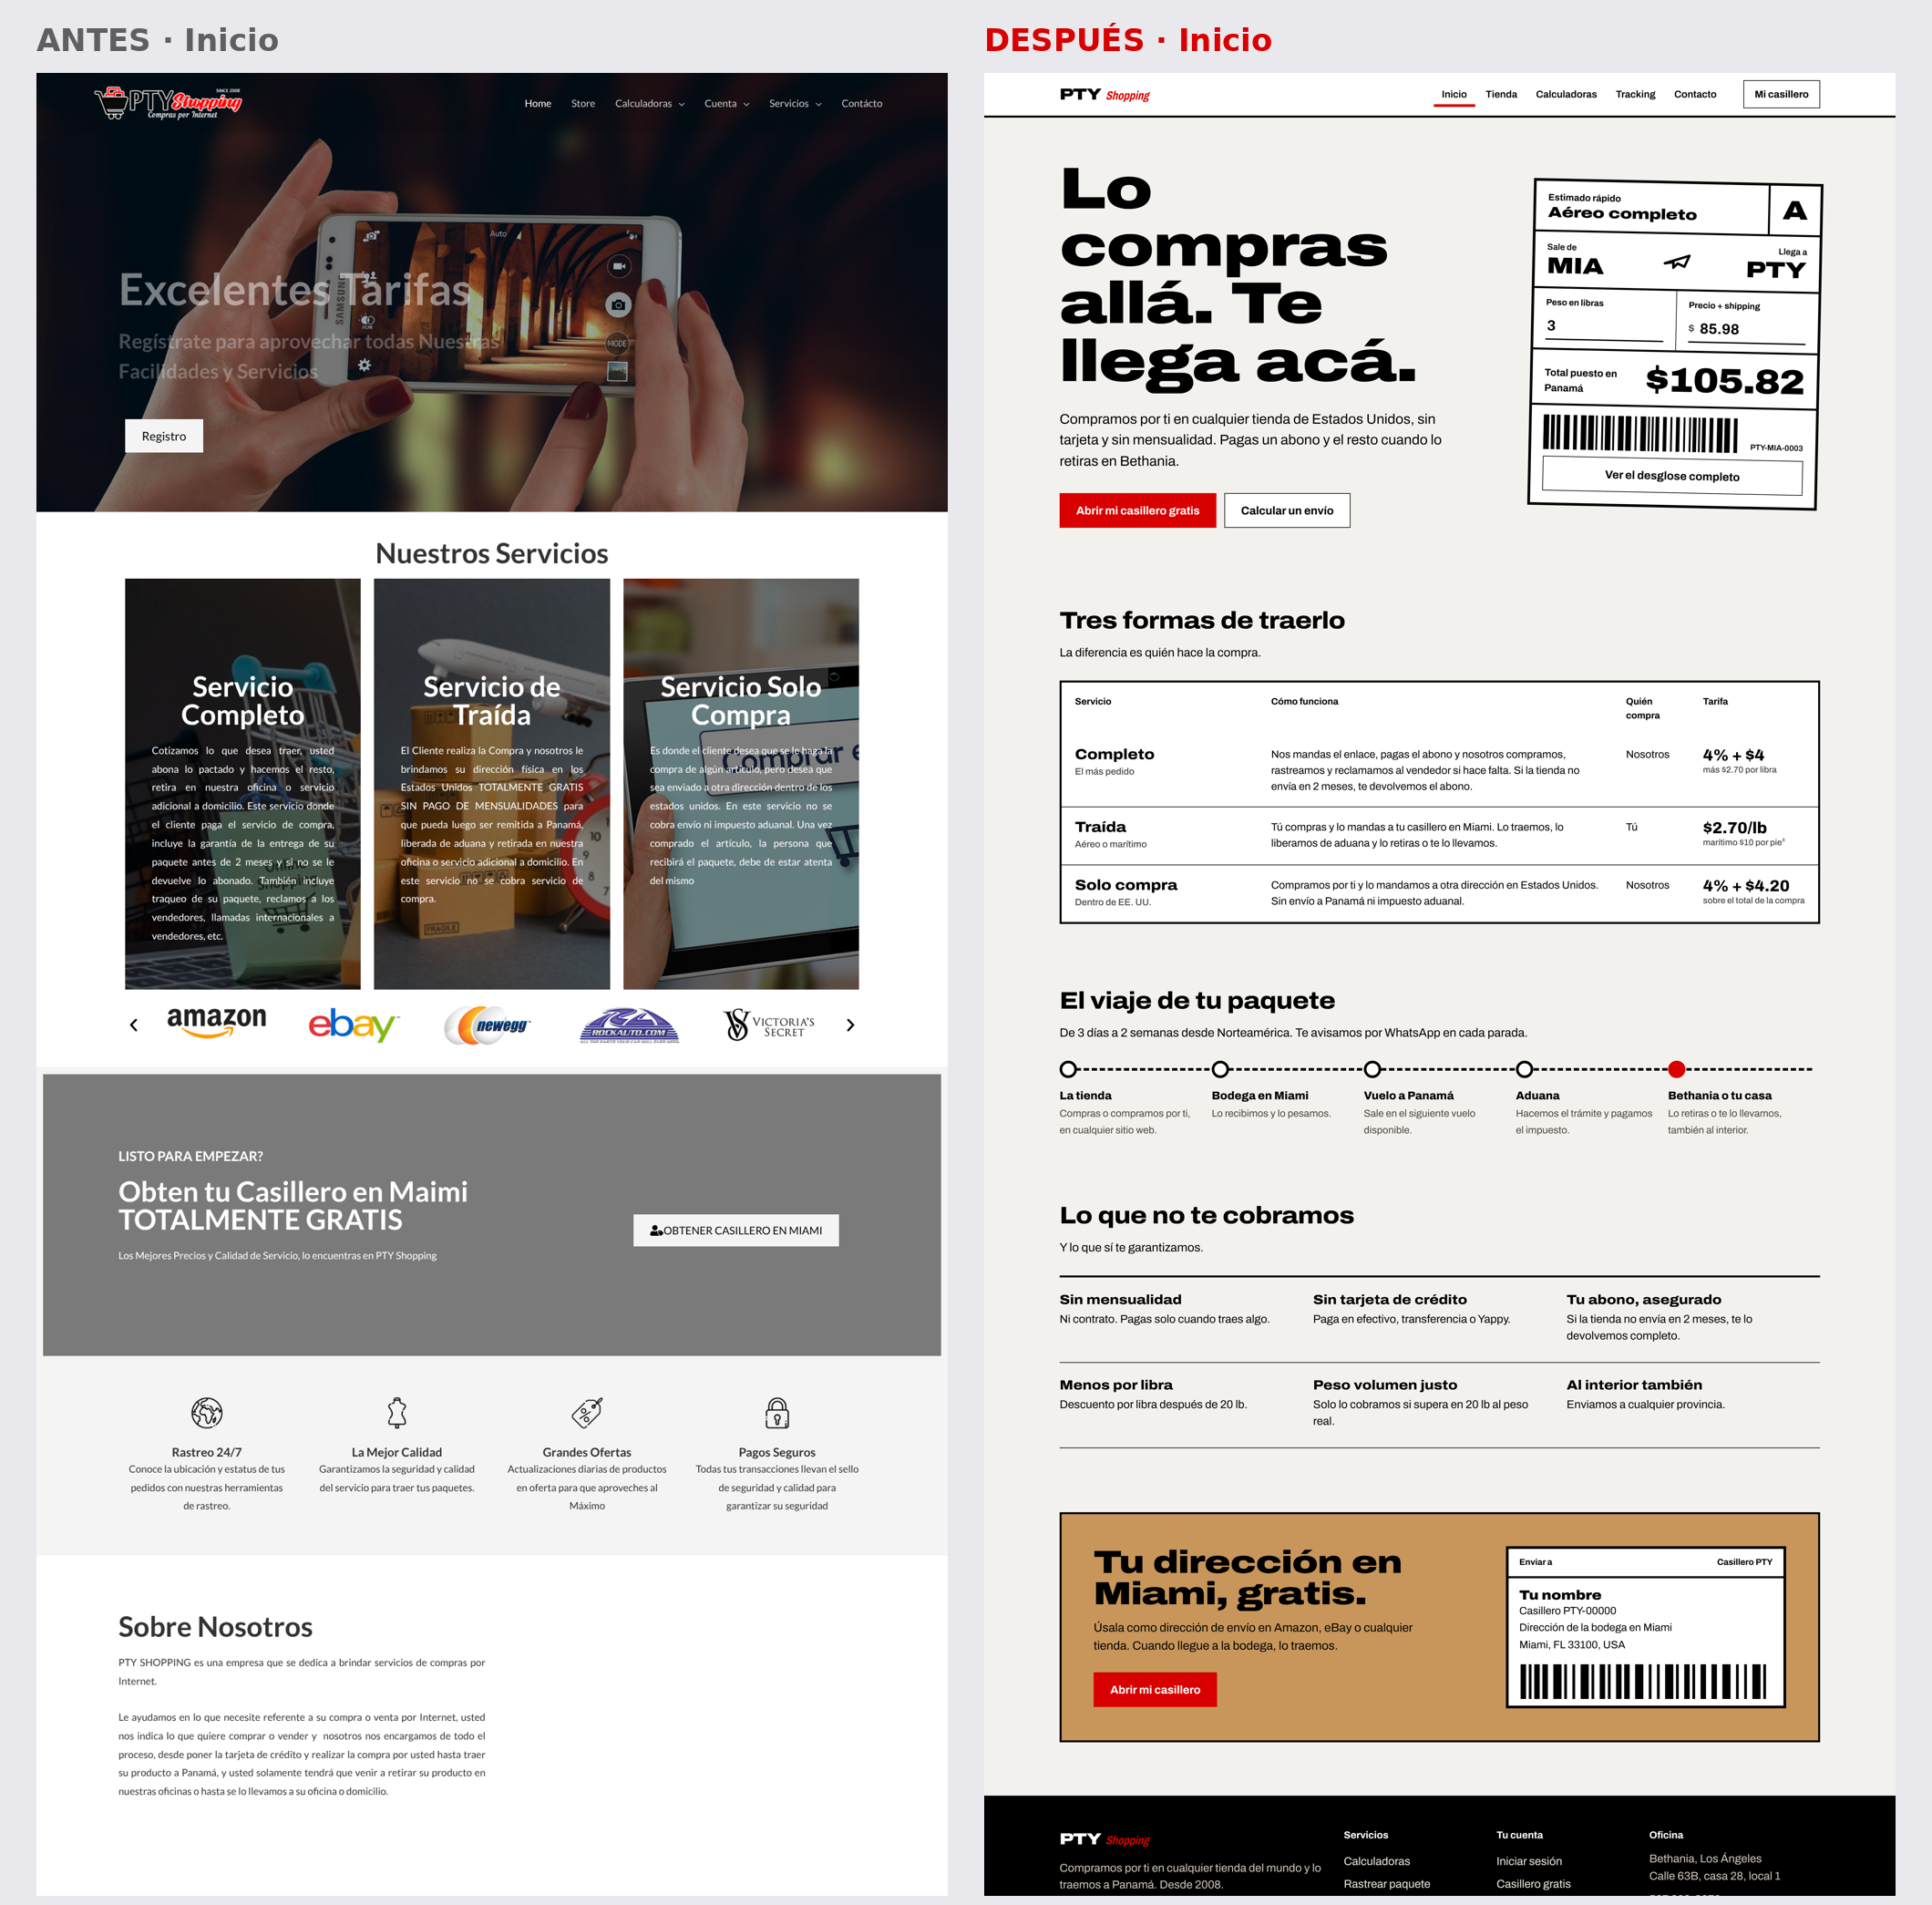 ANTES · Inicio
SINCE 2008
PTY Shopping
Compras por Internet
Home
Store
Calculadoras
Cuenta
Servicios
Contácto
Auto
SAMSUNG
MODE
Excelentes Tarifas
Regístrate para aprovechar todas Nuestras
Facilidades y Servicios
Registro
Nuestros Servicios
Servicio
Completo
Cotizamos lo que desea traer, usted
abona lo pactado y hacemos el resto,
retira en nuestra oficina o servicio
adicional a domicilio. Este servicio donde
el cliente paga el servicio de compra,
incluye la garantía de la entrega de su
paquete antes de 2 meses y si no se le
devuelve lo abonado. También incluye
traqueo de su paquete, reclamos a los
vendedores, llamadas internacionales a
vendedores, etc.
Servicio de
Traída
El Cliente realiza la Compra y nosotros le
brindamos su dirección física en los
Estados Unidos TOTALMENTE GRATIS
SIN PAGO DE MENSUALIDADES para
que pueda luego ser remitida a Panamá,
liberada de aduana y retirada en nuestra
oficina o servicio adicional a domicilio. En
este servicio no se cobra servicio de
compra.
FRAGILE
Servicio Solo
Compra
Es donde el cliente desea que se le haga la
compra de algún artículo, pero desea que
sea enviado a otra dirección dentro de los
estados unidos. En este servicio no se
cobra envío ni impuesto aduanal. Una vez
comprado el artículo, la persona que
recibirá el paquete, debe de estar atenta
del mismo
Comprar e
amazon
ebay
newegg
ROCKAUTO.COM
VICTORIA'S
SECRET
LISTO PARA EMPEZAR?
Obten tu Casillero en Maimi
TOTALMENTE GRATIS
Los Mejores Precios y Calidad de Servicio, lo encuentras en PTY Shopping
OBTENER CASILLERO EN MIAMI
Rastreo 24/7
Conoce la ubicación y estatus de tus
pedidos con nuestras herramientas
de rastreo.
La Mejor Calidad
Garantizamos la seguridad y calidad
del servicio para traer tus paquetes.
Grandes Ofertas
Actualizaciones diarias de productos
en oferta para que aproveches al
Máximo
Pagos Seguros
Todas tus transacciones llevan el sello
de seguridad y calidad para
garantizar su seguridad
Sobre Nosotros
PTY SHOPPING es una empresa que se dedica a brindar servicios de compras por
Internet.
Le ayudamos en lo que necesite referente a su compra o venta por Internet, usted
nos indica lo que quiere comprar o vender y nosotros nos encargamos de todo el
proceso, desde poner la tarjeta de crédito y realizar la compra por usted hasta traer
su producto a Panamá, y usted solamente tendrá que venir a retirar su producto en
nuestras oficinas o hasta se lo llevamos a su oficina o domicilio.
DESPUÉS · Inicio
PTY Shopping
Inicio
Tienda
Calculadoras
Tracking
Contacto
Mi casillero
Lo
compras
allá. Te
llega acá.
Compramos por ti en cualquier tienda de Estados Unidos, sin
tarjeta y sin mensualidad. Pagas un abono y el resto cuando lo
retiras en Bethania.
Abrir mi casillero gratis
Calcular un envío
Estimado rápido
Aéreo completo
A
Sale de
MIA
Llega a
PTY
Peso en libras
3
Precio + shipping
$ 85.98
Total puesto en
Panamá
$105.82
PTY-MIA-0003
Ver el desglose completo
Tres formas de traerlo
La diferencia es quién hace la compra.
Servicio
Cómo funciona
Quién
compra
Tarifa
Completo
El más pedido
Nos mandas el enlace, pagas el abono y nosotros compramos,
rastreamos y reclamamos al vendedor si hace falta. Si la tienda no
envía en 2 meses, te devolvemos el abono.
Nosotros
4% + $4
más $2.70 por libra
Traída
Aéreo o marítimo
Tú compras y lo mandas a tu casillero en Miami. Lo traemos, lo
liberamos de aduana y lo retiras o te lo llevamos.
Tú
$2.70/lb
marítimo $10 por pie³
Solo compra
Dentro de EE. UU.
Compramos por ti y lo mandamos a otra dirección en Estados Unidos.
Sin envío a Panamá ni impuesto aduanal.
Nosotros
4% + $4.20
sobre el total de la compra
El viaje de tu paquete
De 3 días a 2 semanas desde Norteamérica. Te avisamos por WhatsApp en cada parada.
La tienda
Compras o compramos por ti,
en cualquier sitio web.
Bodega en Miami
Lo recibimos y lo pesamos.
Vuelo a Panamá
Sale en el siguiente vuelo
disponible.
Aduana
Hacemos el trámite y pagamos
el impuesto.
Bethania o tu casa
Lo retiras o te lo llevamos,
también al interior.
Lo que no te cobramos
Y lo que sí te garantizamos.
Sin mensualidad
Ni contrato. Pagas solo cuando traes algo.
Sin tarjeta de crédito
Paga en efectivo, transferencia o Yappy.
Tu abono, asegurado
Si la tienda no envía en 2 meses, te lo
devolvemos completo.
Menos por libra
Descuento por libra después de 20 lb.
Peso volumen justo
Solo lo cobramos si supera en 20 lb al peso
real.
Al interior también
Enviamos a cualquier provincia.
Tu dirección en
Miami, gratis.
Úsala como dirección de envío en Amazon, eBay o cualquier
tienda. Cuando llegue a la bodega, lo traemos.
Abrir mi casillero
Enviar a
Casillero PTY
Tu nombre
Casillero PTY-00000
Dirección de la bodega en Miami
Miami, FL 33100, USA
PTY Shopping
Compramos por ti en cualquier tienda del mundo y lo
traemos a Panamá. Desde 2008.
Servicios
Calculadoras
Rastrear paquete
Tu cuenta
Iniciar sesión
Casillero gratis
Oficina
Bethania, Los Ángeles
Calle 63B, casa 28, local 1